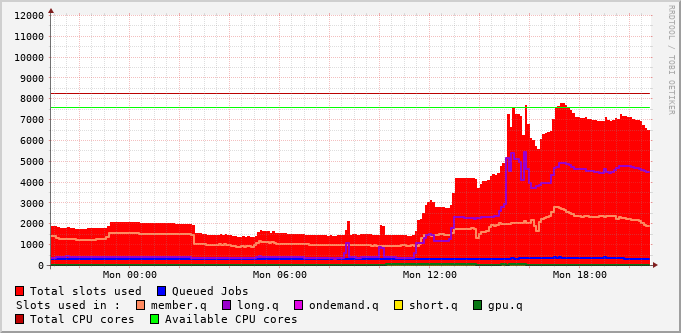 RRDTOOL / TOBI OETIKER
12000
11000
10000
9000
8000
7000
6000
5000
4000
3000
2000
1000
0
Mon 00:00 Mon 06:00 Mon 12:00 Mon 18:00
Total slots used Queued Jobs
Slots used in : member.q long.q ondemand.q short.q gpu.q
Total CPU cores Available CPU cores